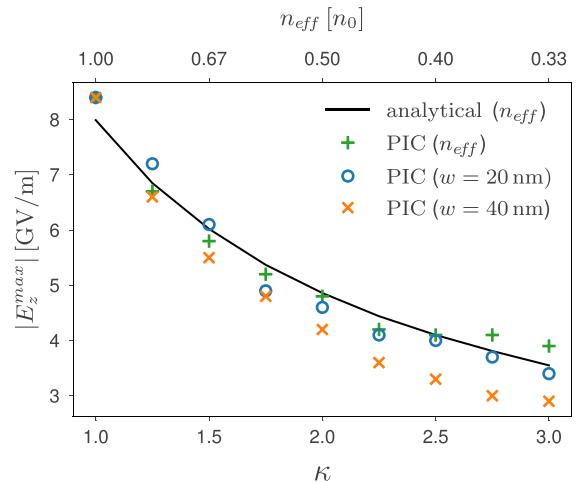 n_eff [n_0]
1.00 0.67 0.50 0.40 0.33
analytical (n_eff)
PIC (n_eff)
PIC (w = 20 nm)
PIC (w = 40 nm)
|E_z^max| [GV/m]
8
7
6
5
4
3
1.0 1.5 2.0 2.5 3.0
κ